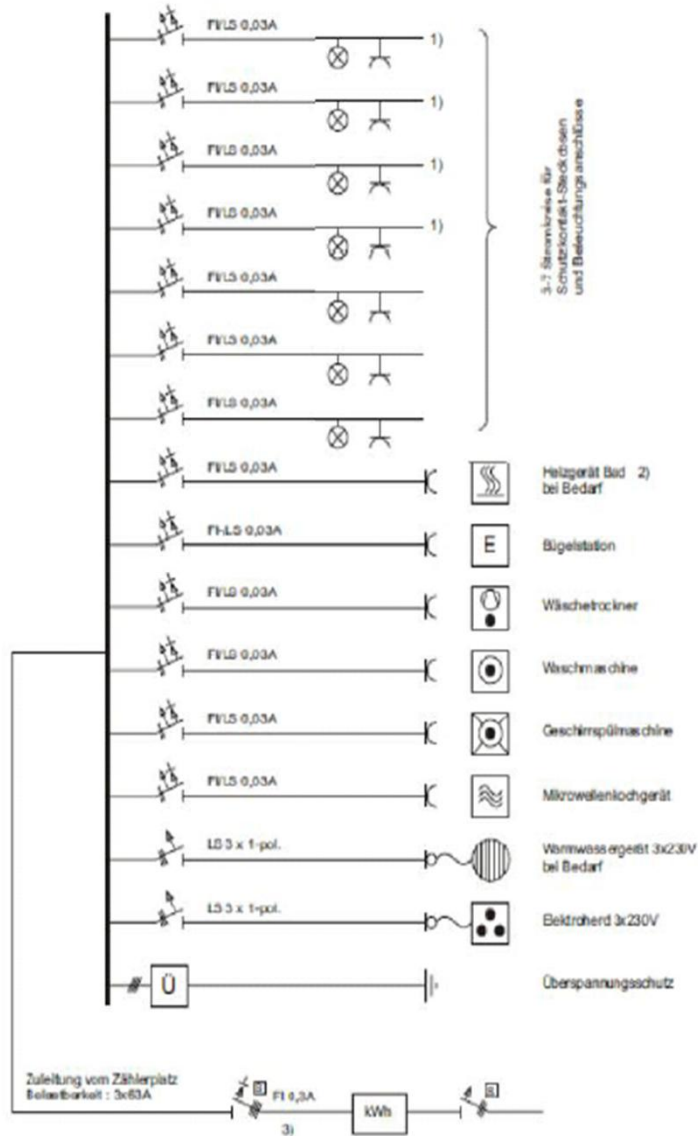 FI/LS 0,03A
1)
FI/LS 0,03A
1)
FI/LS 0,03A
1)
FI/LS 0,03A
1)
FI/LS 0,03A
FI/LS 0,03A
FI/LS 0,03A
3-7 Stromkreise für
Schutzkontakt-Steckdosen
und Beleuchtungsanschlüsse
FI/LS 0,03A
Heizgerät Bad 2)
bei Bedarf
FI-/LS 0,03A
E
Bügelstation
FI/LS 0,03A
Wäschetrockner
FI/LS 0,03A
Waschmaschine
FI/LS 0,03A
Geschirrspülmaschine
FI/LS 0,03A
Mikrowellenkochgerät
LS 3 x 1-pol.
Warmwassergerät 3x230V
bei Bedarf
LS 3 x 1-pol.
Elektroherd 3x230V
Ü
Überspannungsschutz
Zuleitung vom Zählerplatz
Belastbarkeit : 3x63A
FI 0,3A
3)
kWh